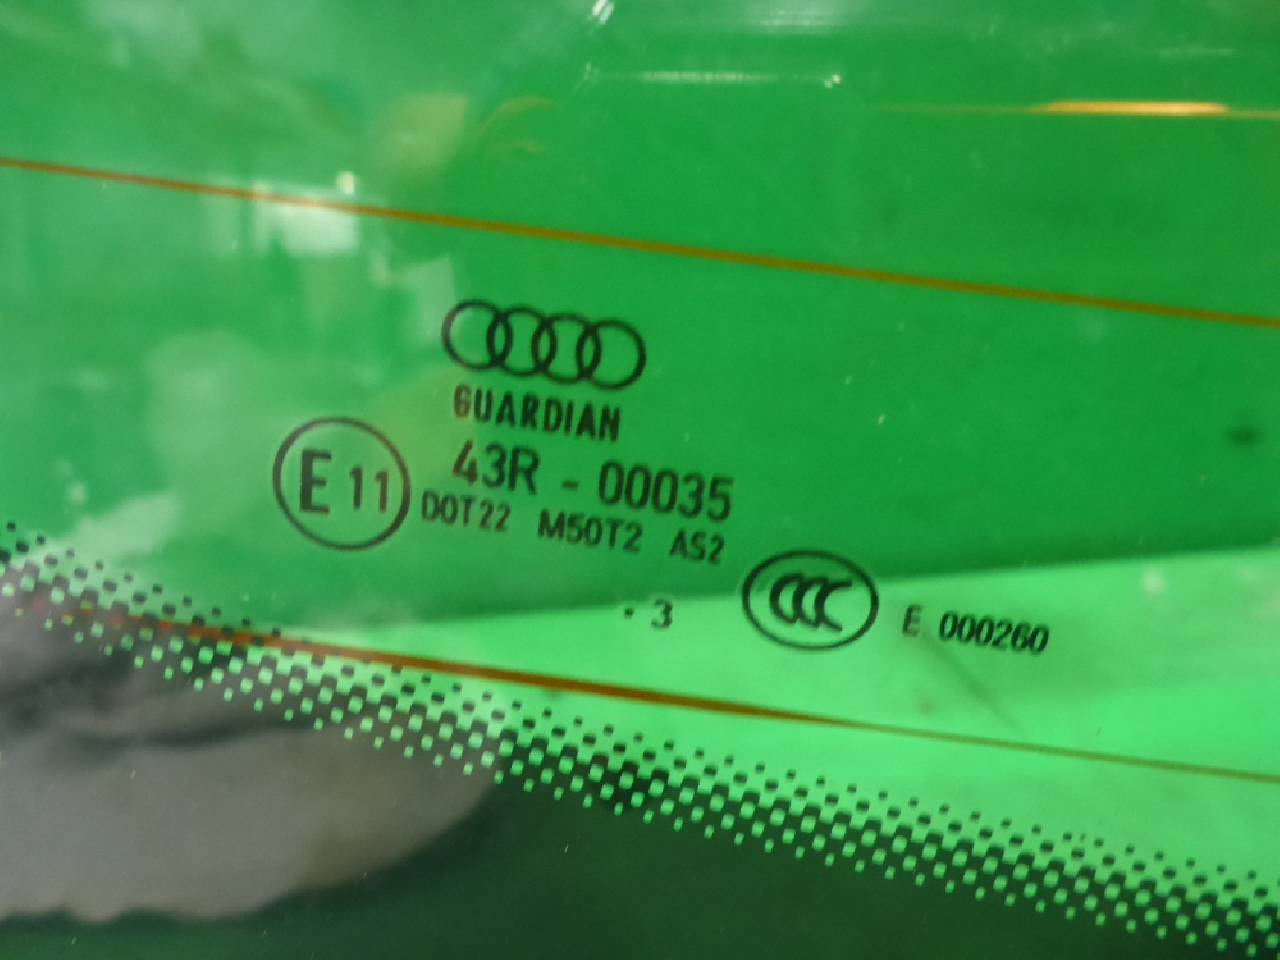 GUARDIAN
E 11
43R - 00035
DOT22 M50T2 AS2
· 3
CCC E 000260